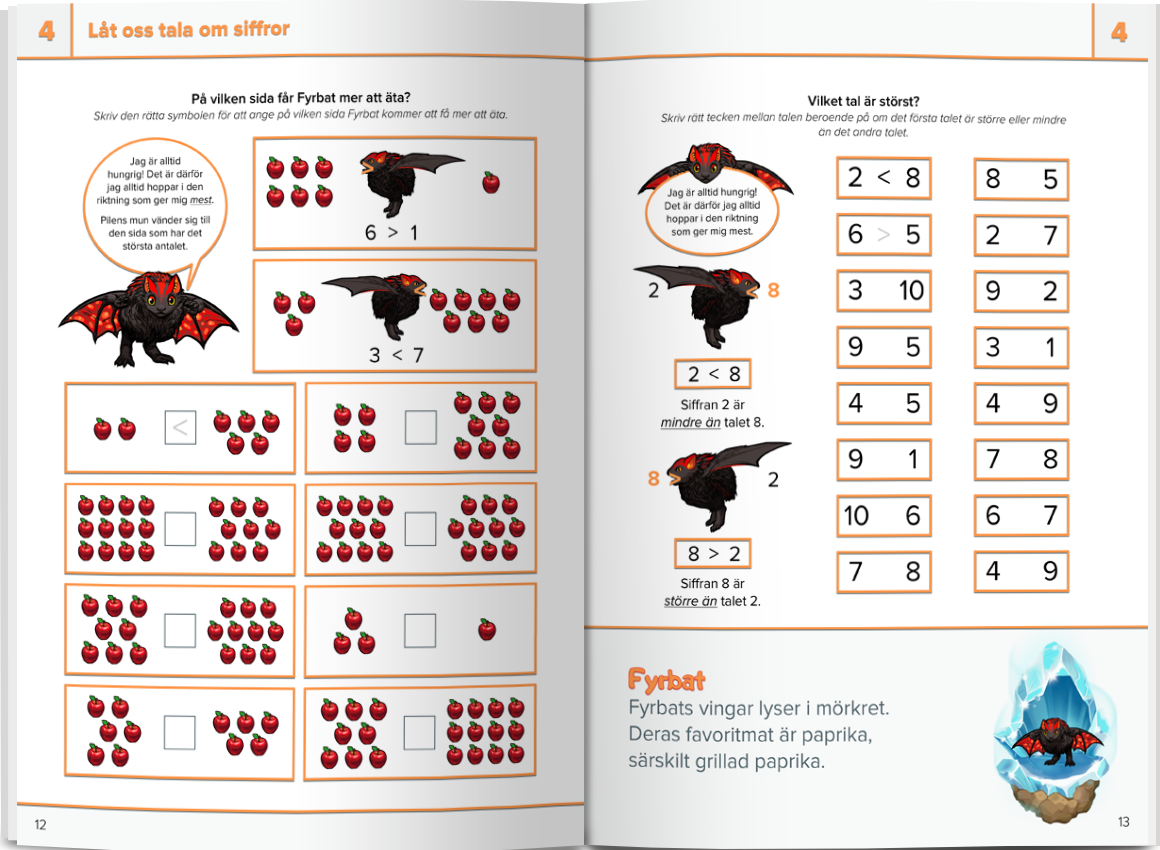 4
Låt oss tala om siffror
På vilken sida får Fyrbat mer att äta?
Skriv den rätta symbolen för att ange på vilken sida Fyrbat kommer att få mer att äta.
Jag är alltid
hungrig! Det är därför
jag alltid hoppar i den
riktning som ger mig mest.
Pilens mun vänder sig till
den sida som har det
största antalet.
6 > 1
3 < 7
<
12
4
Vilket tal är störst?
Skriv rätt tecken mellan talen beroende på om det första talet är större eller mindre
än det andra talet.
Jag är alltid hungrig!
Det är därför jag alltid
hoppar i den riktning
som ger mig mest.
2 8
2 < 8
Siffran 2 är
mindre än talet 8.
8 2
8 > 2
Siffran 8 är
större än talet 2.
2 < 8
6 > 5
3 10
9 5
4 5
9 1
10 6
7 8
8 5
2 7
9 2
3 1
4 9
7 8
6 7
4 9
Fyrbat
Fyrbats vingar lyser i mörkret.
Deras favoritmat är paprika,
särskilt grillad paprika.
13